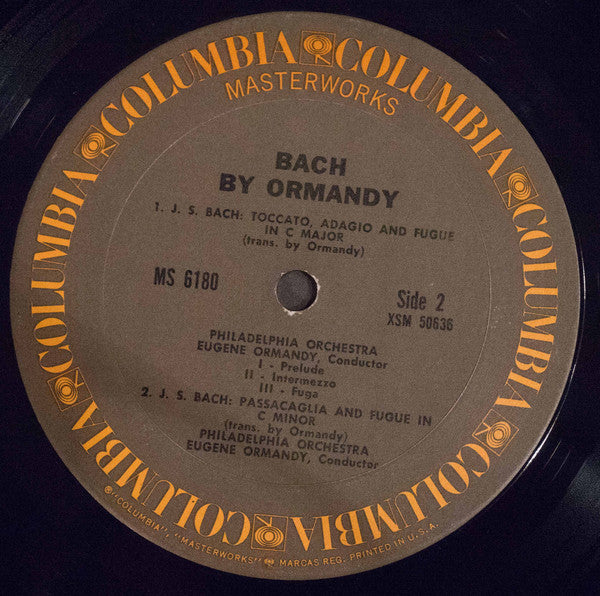 COLUMBIA COLUMBIA COLUMBIA COLUMBIA COLUMBIA COLUMBIA COLUMBIA
MASTERWORKS
BACH
BY ORMANDY
1. J. S. BACH: TOCCATO, ADAGIO AND FUGUE
IN C MAJOR
(trans. by Ormandy)
MS 6180
Side 2
XSM 50636
PHILADELPHIA ORCHESTRA
EUGENE ORMANDY, Conductor
I - Prelude
II - Intermezzo
III - Fuga
2. J. S. BACH: PASSACAGLIA AND FUGUE IN
C MINOR
(trans. by Ormandy)
PHILADELPHIA ORCHESTRA
EUGENE ORMANDY, Conductor
® "COLUMBIA", "MASTERWORKS" MARCAS REG. PRINTED IN U.S.A.